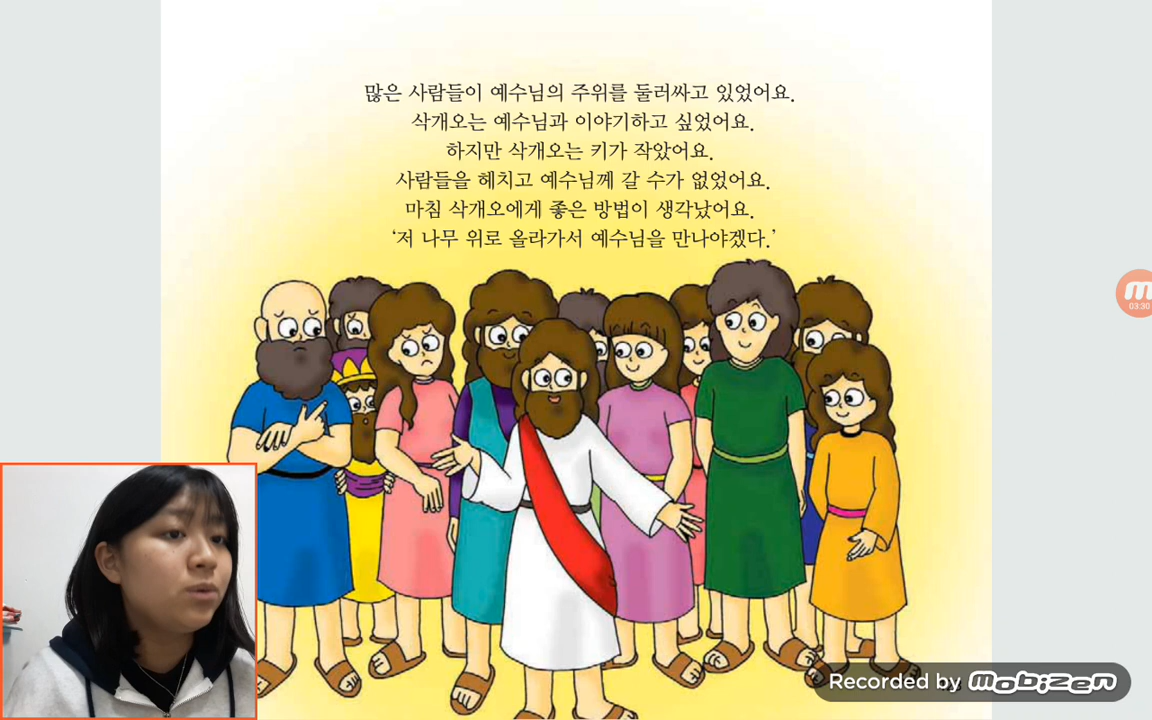 많은 사람들이 예수님의 주위를 둘러싸고 있었어요.
삭개오는 예수님과 이야기하고 싶었어요.
하지만 삭개오는 키가 작았어요.
사람들을 헤치고 예수님께 갈 수가 없었어요.
마침 삭개오에게 좋은 방법이 생각났어요.
‘저 나무 위로 올라가서 예수님을 만나야겠다.’
03:30
Recorded by mobizen